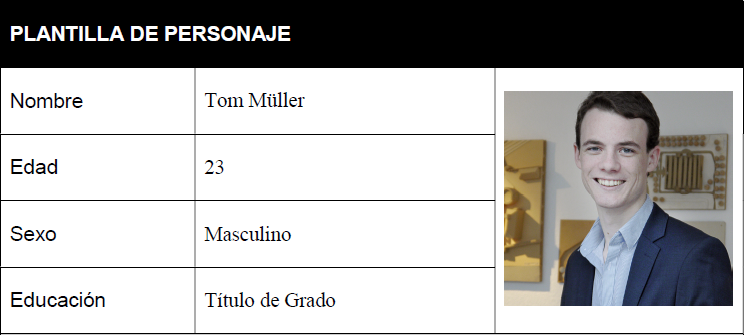 PLANTILLA DE PERSONAJE
Nombre Tom Müller
Edad 23
Sexo Masculino
Educación Título de Grado